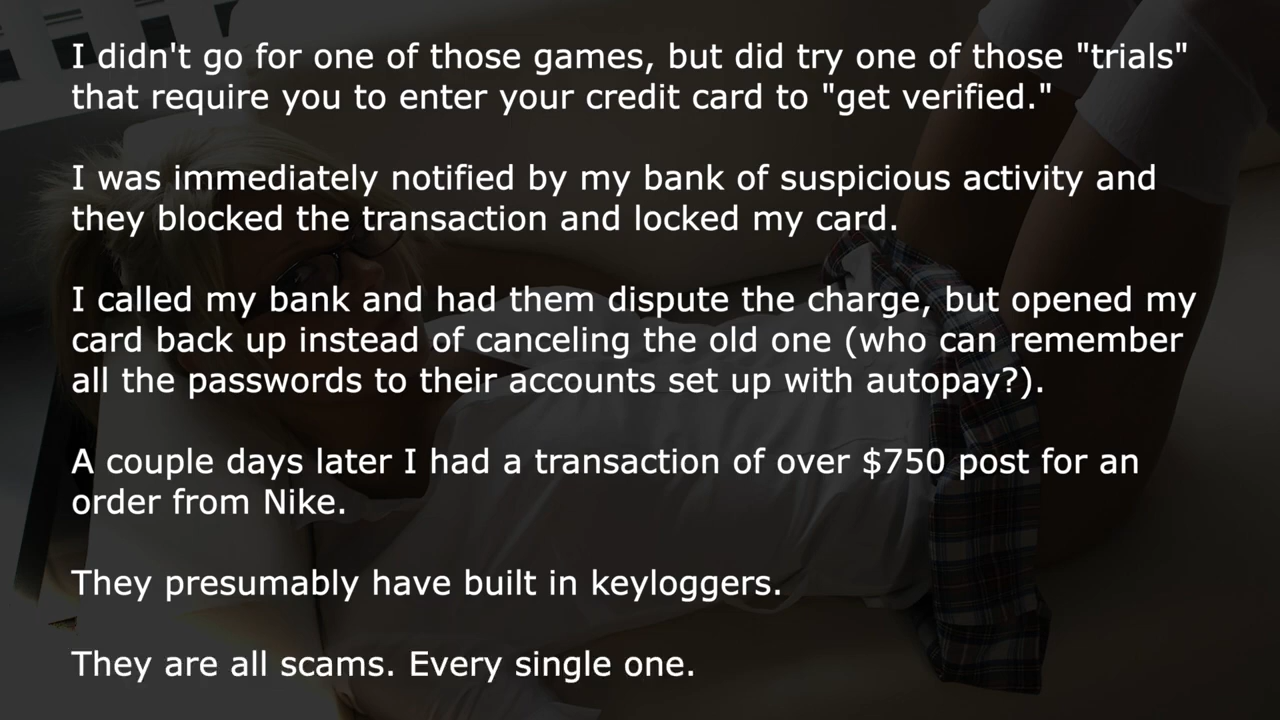 I didn't go for one of those games, but did try one of those "trials"
that require you to enter your credit card to "get verified."
I was immediately notified by my bank of suspicious activity and
they blocked the transaction and locked my card.
I called my bank and had them dispute the charge, but opened my
card back up instead of canceling the old one (who can remember
all the passwords to their accounts set up with autopay?).
A couple days later I had a transaction of over $750 post for an
order from Nike.
They presumably have built in keyloggers.
They are all scams. Every single one.